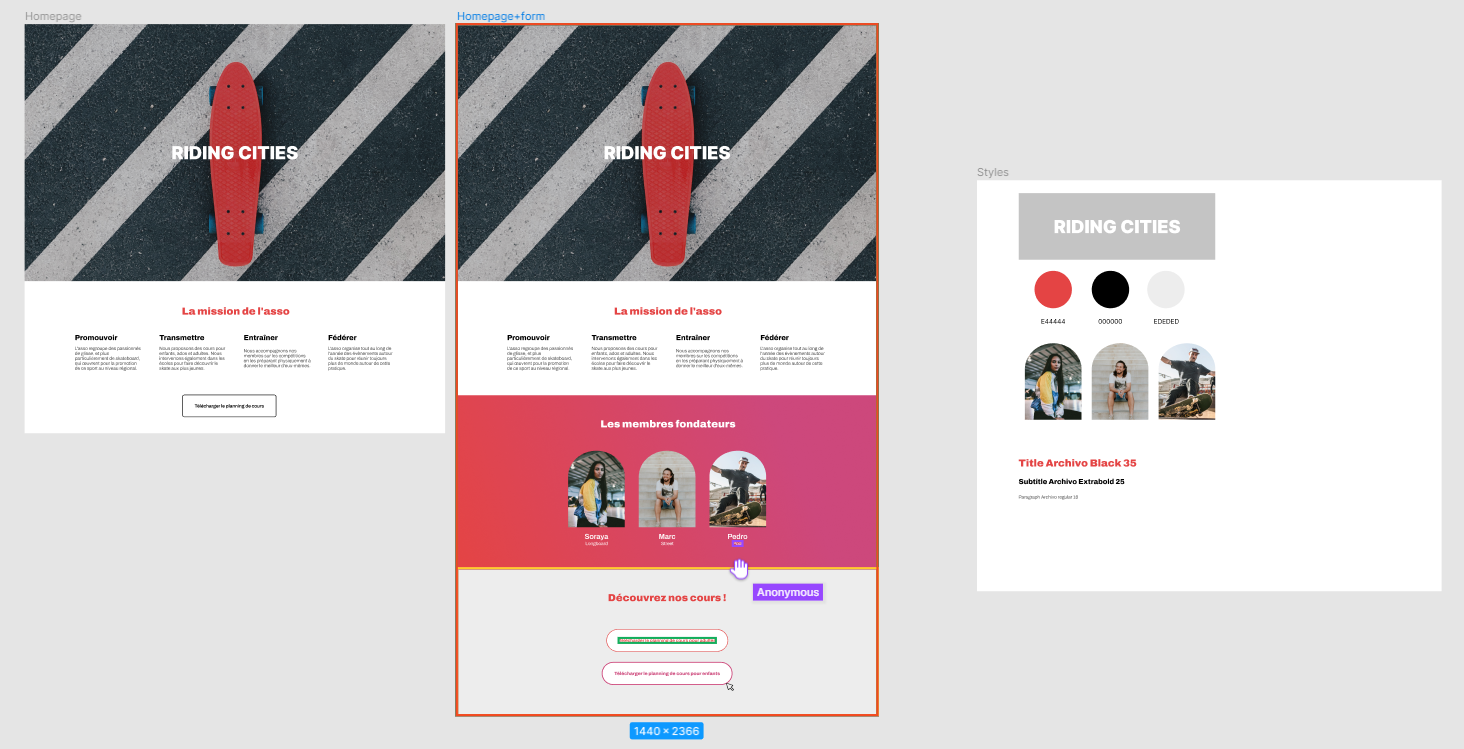 Homepage
RIDING CITIES
La mission de l'asso
Promouvoir
L'asso regroupe des passionnés
de glisse, et plus
particulièrement de skateboard,
qui œuvrent pour la promotion
de ce sport au niveau régional.
Transmettre
Nous proposons des cours pour
enfants, ados et adultes. Nous
intervenons également dans les
écoles pour faire découvrir le
skate aux plus jeunes.
Entraîner
Nous accompagnons nos
membres sur les compétitions
en les préparant physiquement à
donner le meilleur d'eux-mêmes.
Fédérer
L'asso organise tout au long de
l'année des événements autour
du skate pour réunir toujours
plus de monde autour de cette
pratique.
Télécharger le planning de cours
Homepage+form
RIDING CITIES
La mission de l'asso
Promouvoir
L'asso regroupe des passionnés
de glisse, et plus
particulièrement de skateboard,
qui œuvrent pour la promotion
de ce sport au niveau régional.
Transmettre
Nous proposons des cours pour
enfants, ados et adultes. Nous
intervenons également dans les
écoles pour faire découvrir le
skate aux plus jeunes.
Entraîner
Nous accompagnons nos
membres sur les compétitions
en les préparant physiquement à
donner le meilleur d'eux-mêmes.
Fédérer
L'asso organise tout au long de
l'année des événements autour
du skate pour réunir toujours
plus de monde autour de cette
pratique.
Les membres fondateurs
Soraya
Longboard
Marc
Street
Pedro
Anonymous
Découvrez nos cours !
Télécharger le planning de cours pour enfants
1440 × 2366
Styles
RIDING CITIES
E44444
000000
EDEDED
Title Archivo Black 35
Subtitle Archivo Extrabold 25
Paragraph Archivo regular 18